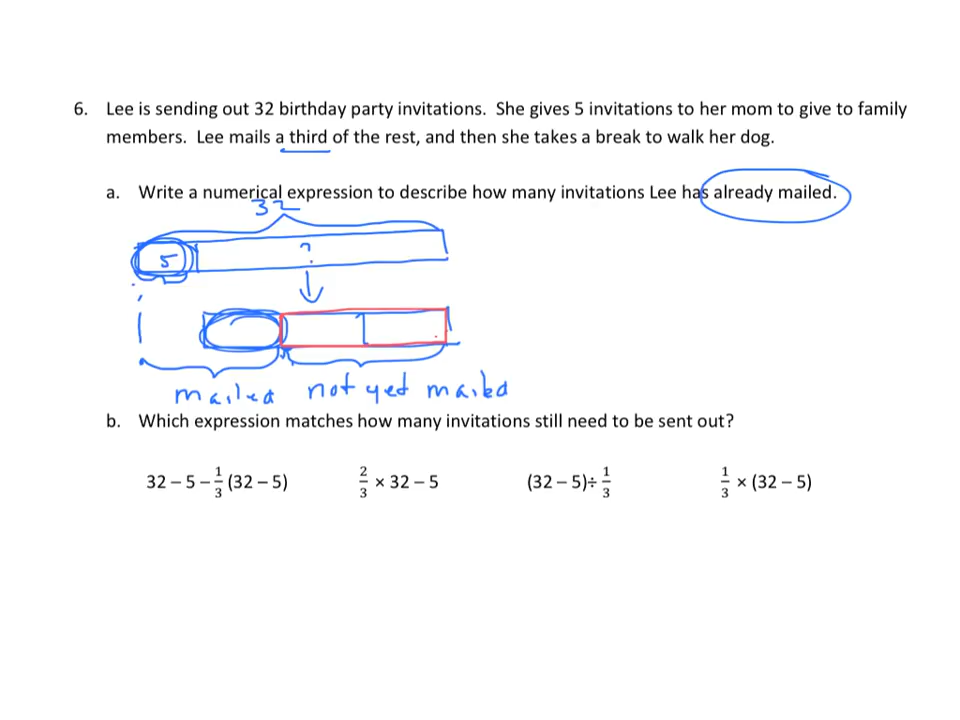 6. Lee is sending out 32 birthday party invitations. She gives 5 invitations to her mom to give to family
members. Lee mails a third of the rest, and then she takes a break to walk her dog.
a. Write a numerical expression to describe how many invitations Lee has already mailed.
32
5 ?
mailed not yet mailed
b. Which expression matches how many invitations still need to be sent out?
32 – 5 – 1/3 (32 – 5) 2/3 × 32 – 5 (32 – 5)÷ 1/3 1/3 × (32 – 5)